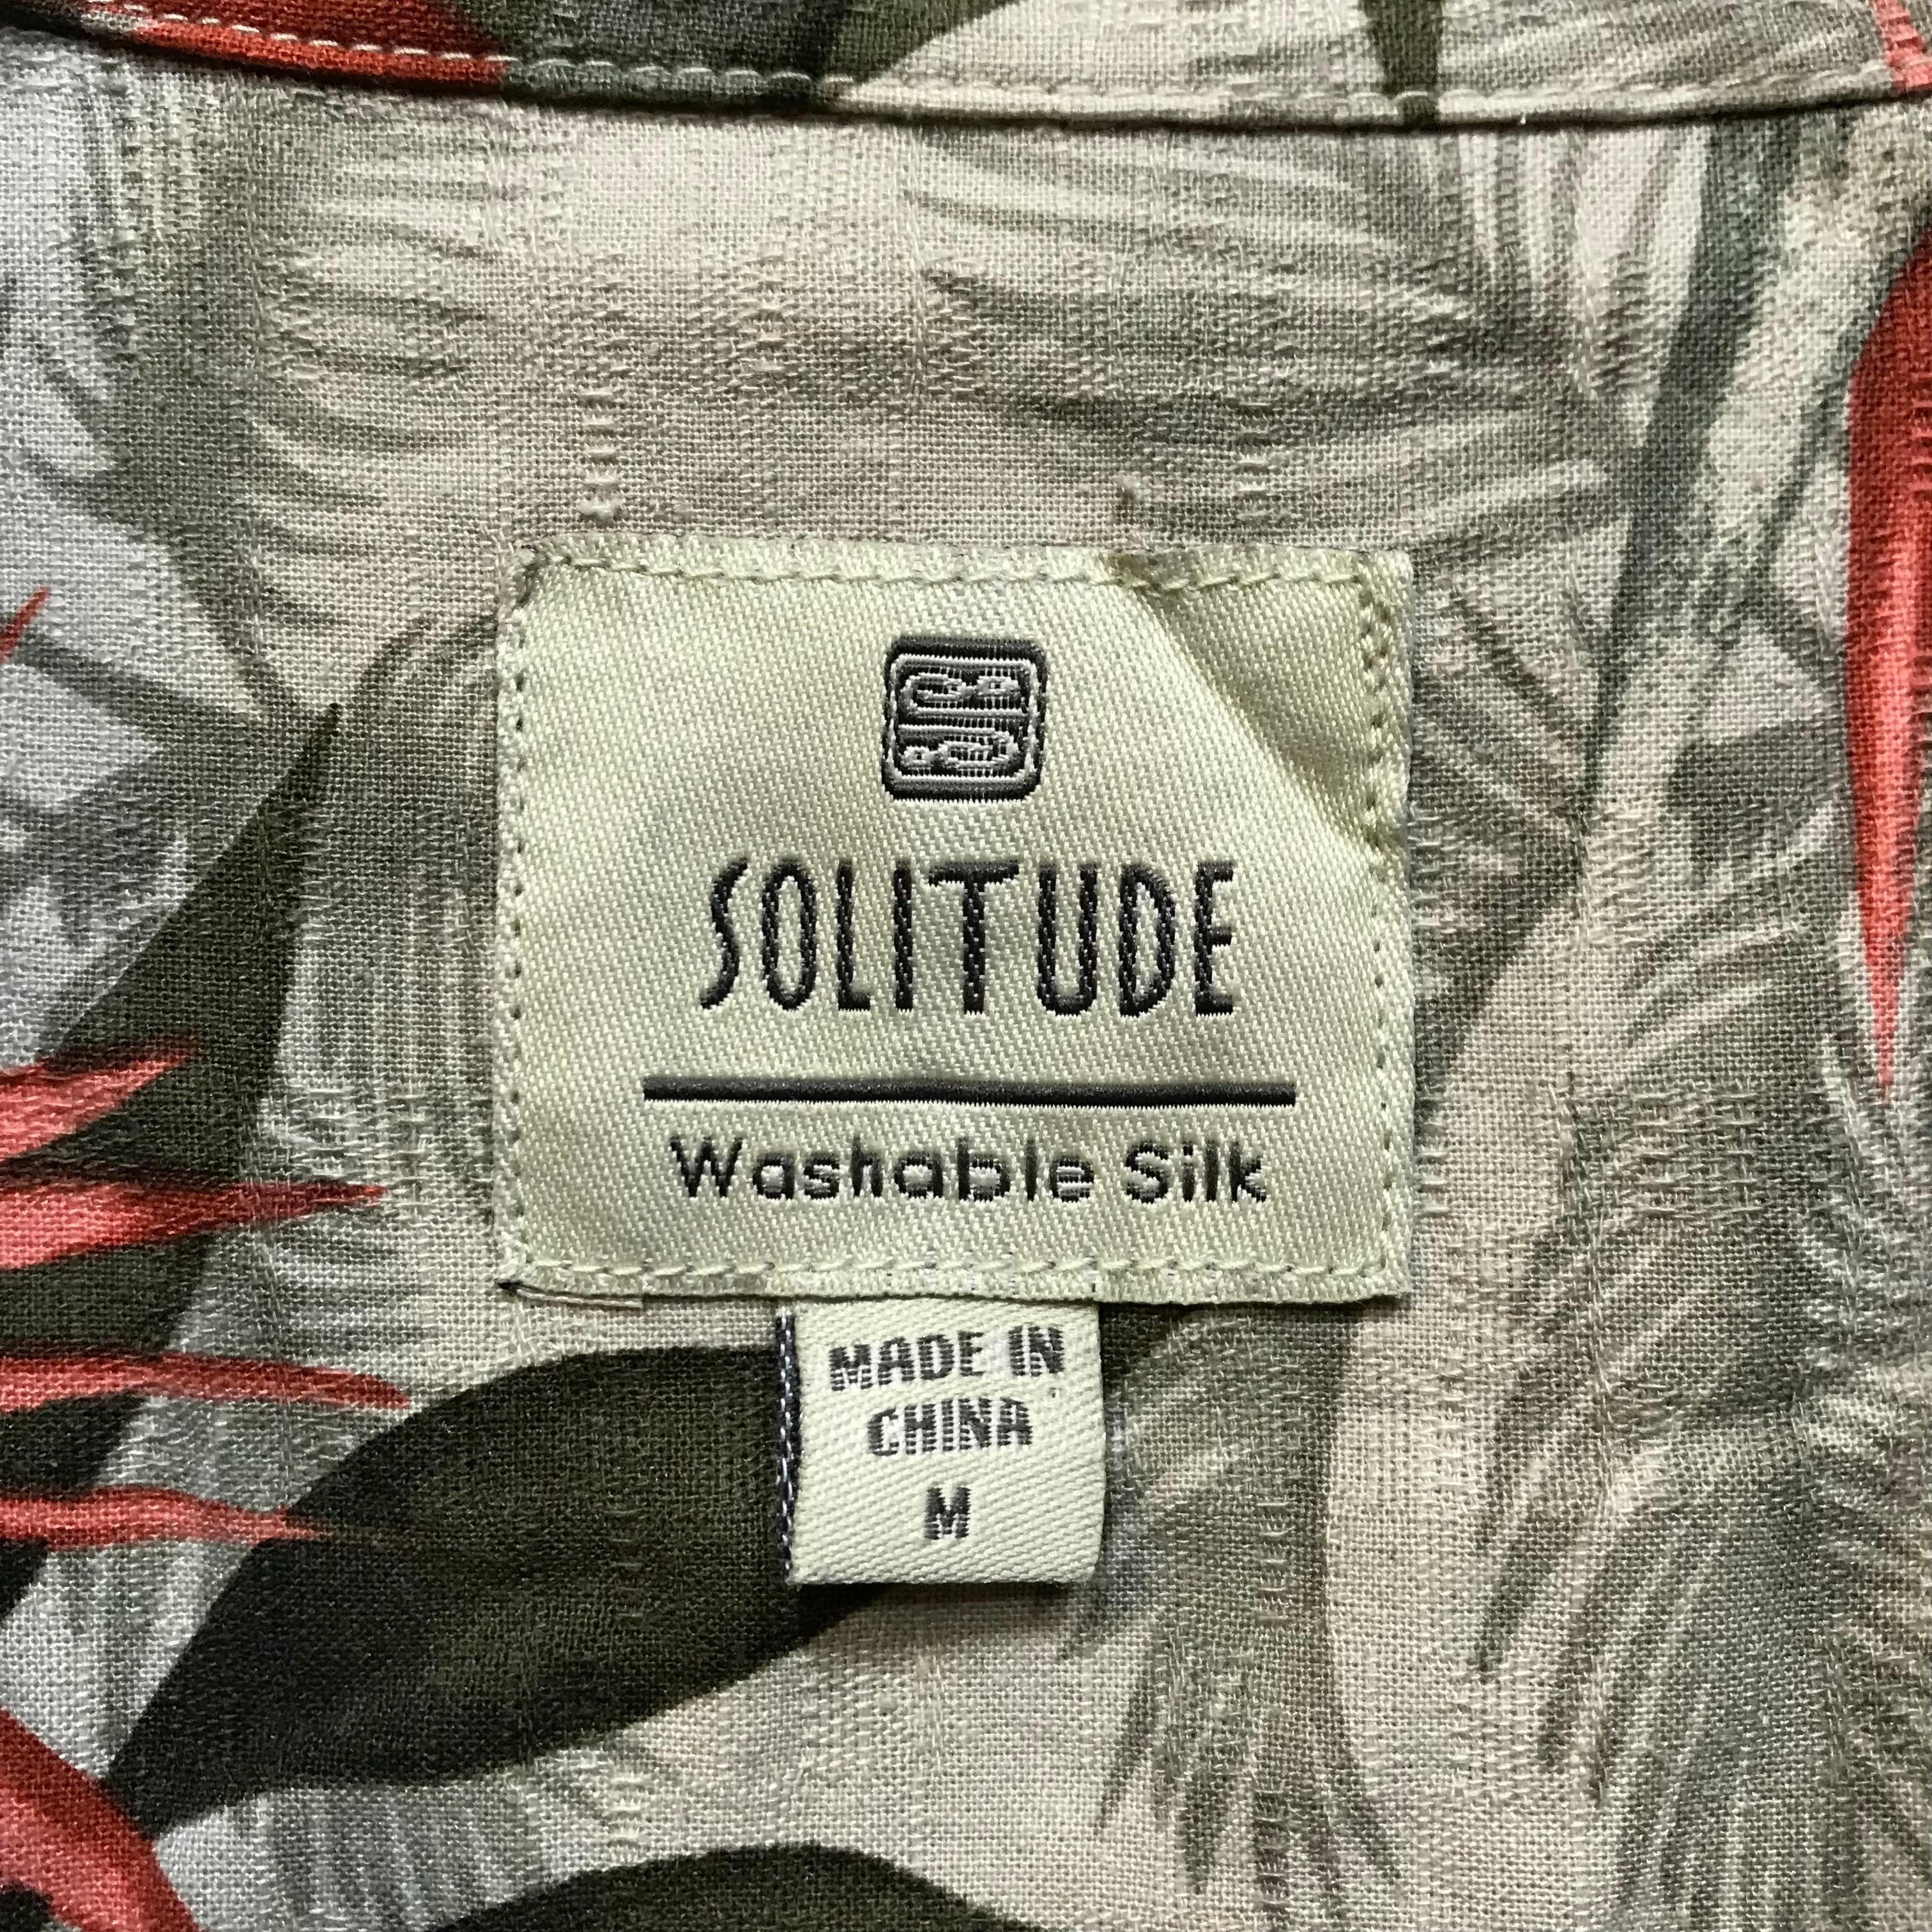 SOLITUDE
Washable Silk
MADE IN
CHINA
M